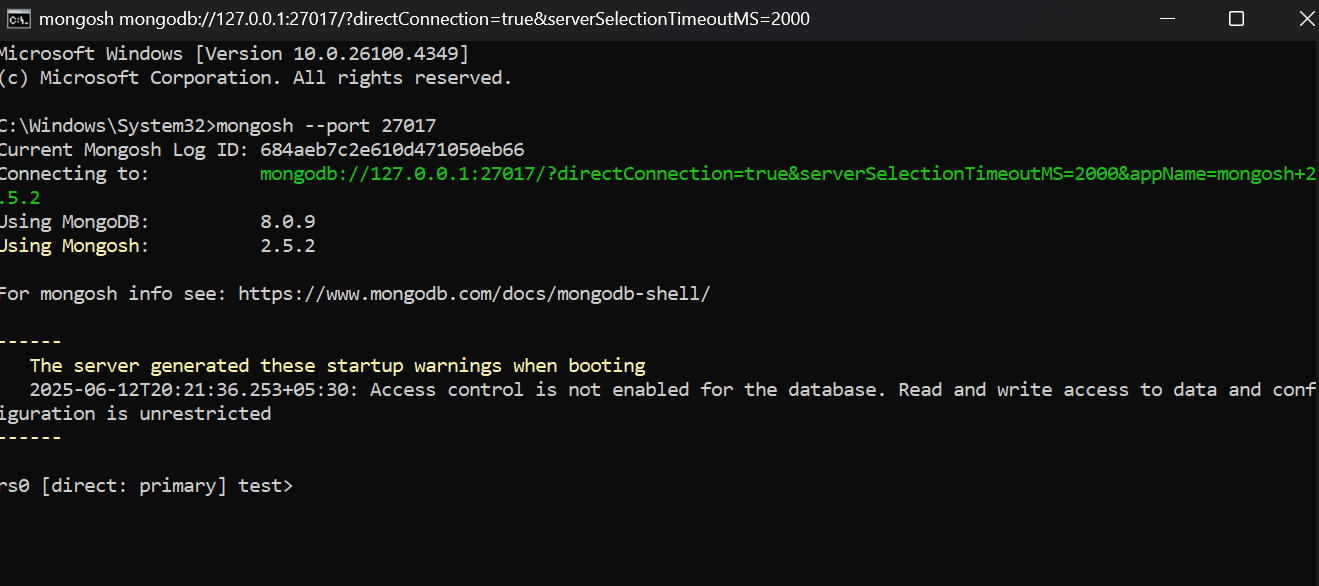 mongosh mongodb://127.0.0.1:27017/?directConnection=true&serverSelectionTimeoutMS=2000
Microsoft Windows [Version 10.0.26100.4349]
(c) Microsoft Corporation. All rights reserved.
C:\Windows\System32>mongosh --port 27017
Current Mongosh Log ID: 684aeb7c2e610d471050eb66
Connecting to: mongodb://127.0.0.1:27017/?directConnection=true&serverSelectionTimeoutMS=2000&appName=mongosh+2
.5.2
Using MongoDB: 8.0.9
Using Mongosh: 2.5.2
For mongosh info see: https://www.mongodb.com/docs/mongodb-shell/
------
The server generated these startup warnings when booting
2025-06-12T20:21:36.253+05:30: Access control is not enabled for the database. Read and write access to data and conf
iguration is unrestricted
------
rs0 [direct: primary] test>